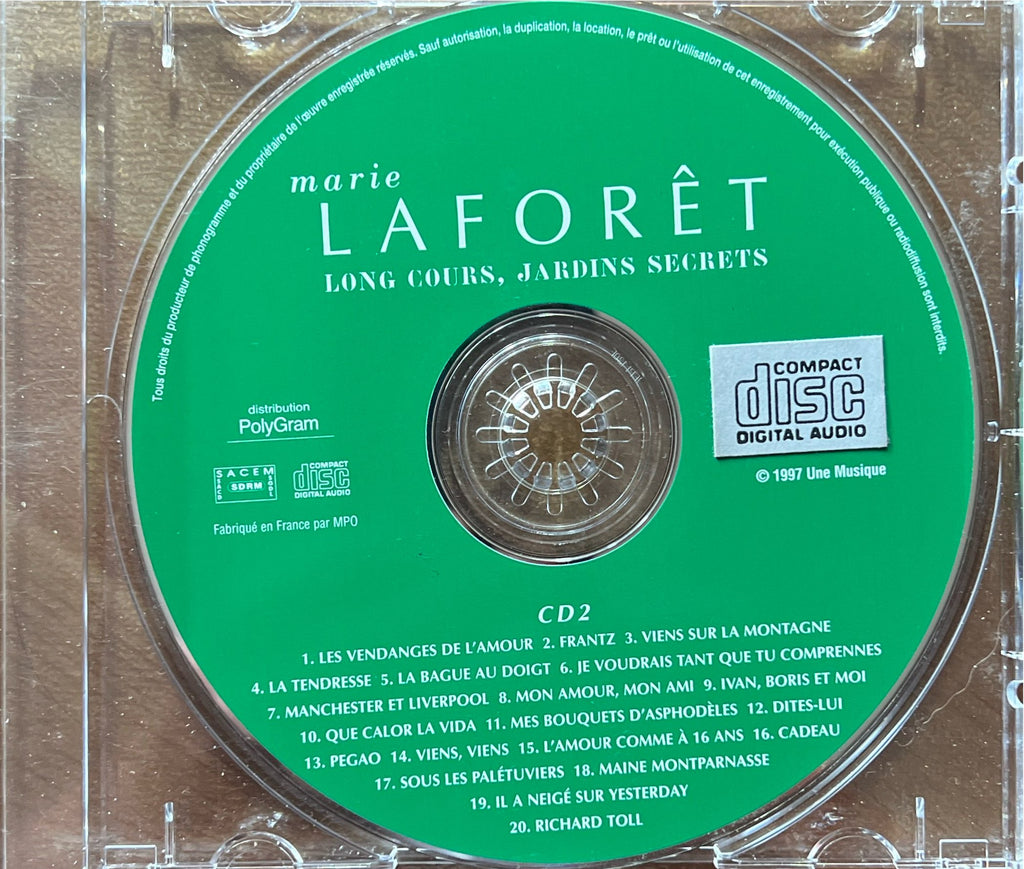 Tous droits du producteur de phonogramme et du propriétaire de l'œuvre enregistrée réservés. Sauf autorisation, la duplication, la location, le prêt ou l'utilisation de cet enregistrement pour exécution publique ou radiodiffusion sont interdits.
marie
LAFORÊT
LONG COURS, JARDINS SECRETS
COMPACT
disc
DIGITAL AUDIO
distribution
PolyGram
© 1997 Une Musique
SACEM
SACD
SDRM
SGDL
COMPACT
disc
DIGITAL AUDIO
Fabriqué en France par MPO
CD2
1. LES VENDANGES DE L'AMOUR 2. FRANTZ 3. VIENS SUR LA MONTAGNE
4. LA TENDRESSE 5. LA BAGUE AU DOIGT 6. JE VOUDRAIS TANT QUE TU COMPRENNES
7. MANCHESTER ET LIVERPOOL 8. MON AMOUR, MON AMI 9. IVAN, BORIS ET MOI
10. QUE CALOR LA VIDA 11. MES BOUQUETS D'ASPHODÈLES 12. DITES-LUI
13. PEGAO 14. VIENS, VIENS 15. L'AMOUR COMME À 16 ANS 16. CADEAU
17. SOUS LES PALÉTUVIERS 18. MAINE MONTPARNASSE
19. IL A NEIGÉ SUR YESTERDAY
20. RICHARD TOLL